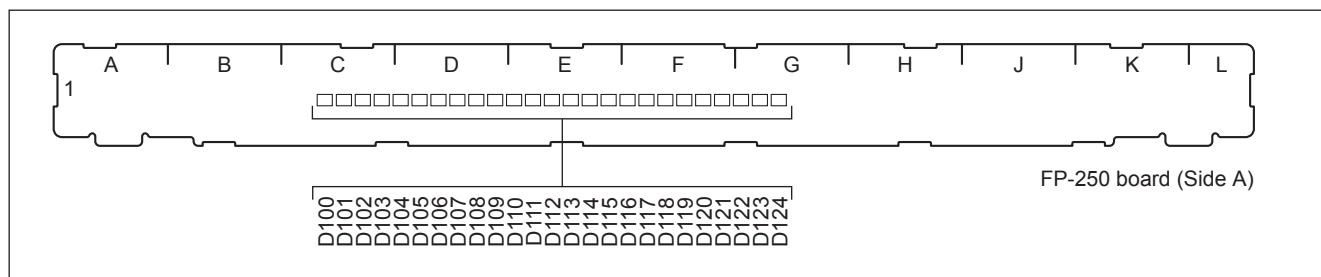 A B C D E F G H J K L
1
FP-250 board (Side A)
D100 D101 D102 D103 D104 D105 D106 D107 D108 D109 D110 D111 D112 D113 D114 D115 D116 D117 D118 D119 D120 D121 D122 D123 D124